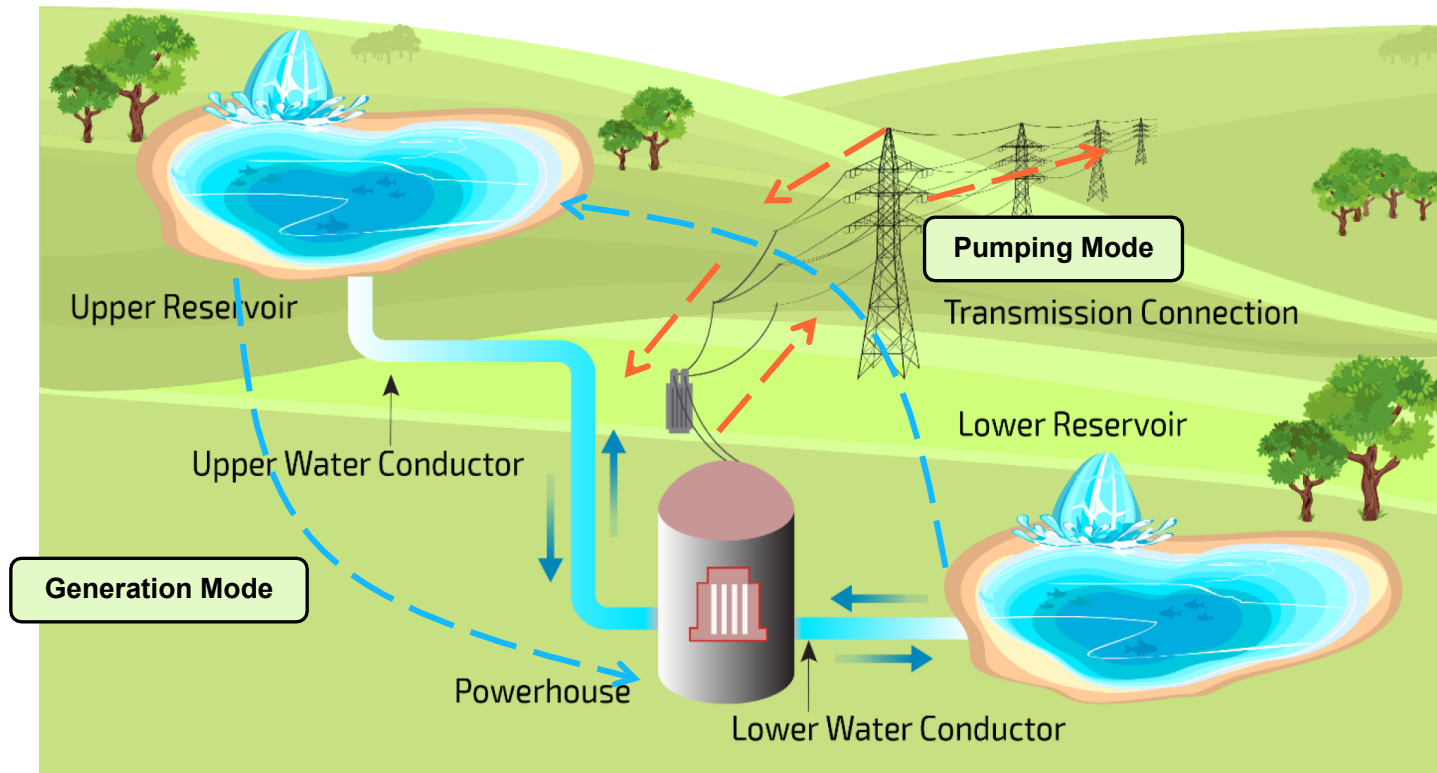 Pumping Mode
Upper Reservoir
Transmission Connection
Lower Reservoir
Upper Water Conductor
Generation Mode
Powerhouse
Lower Water Conductor